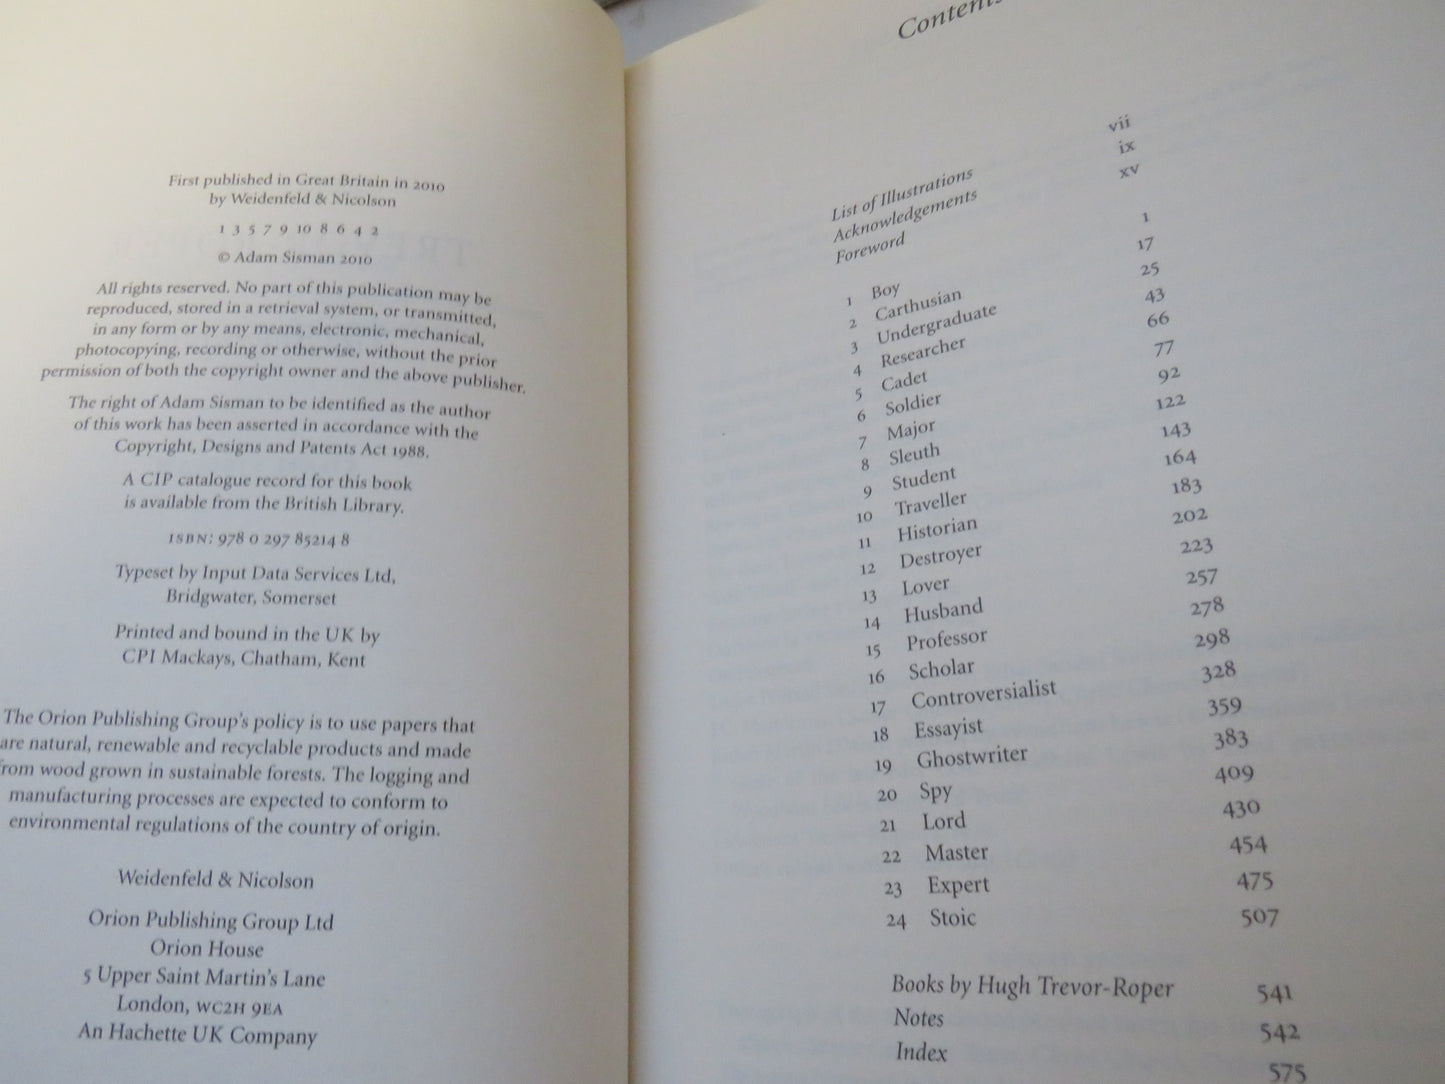 First published in Great Britain in 2010
by Weidenfeld & Nicolson
1 3 5 7 9 10 8 6 4 2
© Adam Sisman 2010
All rights reserved. No part of this publication may be
reproduced, stored in a retrieval system, or transmitted,
in any form or by any means, electronic, mechanical,
photocopying, recording or otherwise, without the prior
permission of both the copyright owner and the above publisher.
The right of Adam Sisman to be identified as the author
of this work has been asserted in accordance with the
Copyright, Designs and Patents Act 1988.
A CIP catalogue record for this book
is available from the British Library.
ISBN: 978 0 297 85214 8
Typeset by Input Data Services Ltd,
Bridgwater, Somerset
Printed and bound in the UK by
CPI Mackays, Chatham, Kent
The Orion Publishing Group's policy is to use papers that
are natural, renewable and recyclable products and made
from wood grown in sustainable forests. The logging and
manufacturing processes are expected to conform to
environmental regulations of the country of origin.
Weidenfeld & Nicolson
Orion Publishing Group Ltd
Orion House
5 Upper Saint Martin's Lane
London, WC2H 9EA
An Hachette UK Company
Contents
List of Illustrations vii
Acknowledgements ix
Foreword xv
1 Boy 1
2 Carthusian 17
3 Undergraduate 25
4 Researcher 43
5 Cadet 66
6 Soldier 77
7 Major 92
8 Sleuth 122
9 Student 143
10 Traveller 164
11 Historian 183
12 Destroyer 202
13 Lover 223
14 Husband 257
15 Professor 278
16 Scholar 298
17 Controversialist 328
18 Essayist 359
19 Ghostwriter 383
20 Spy 409
21 Lord 430
22 Master 454
23 Expert 475
24 Stoic 507
Books by Hugh Trevor-Roper 541
Notes 542
Index 575